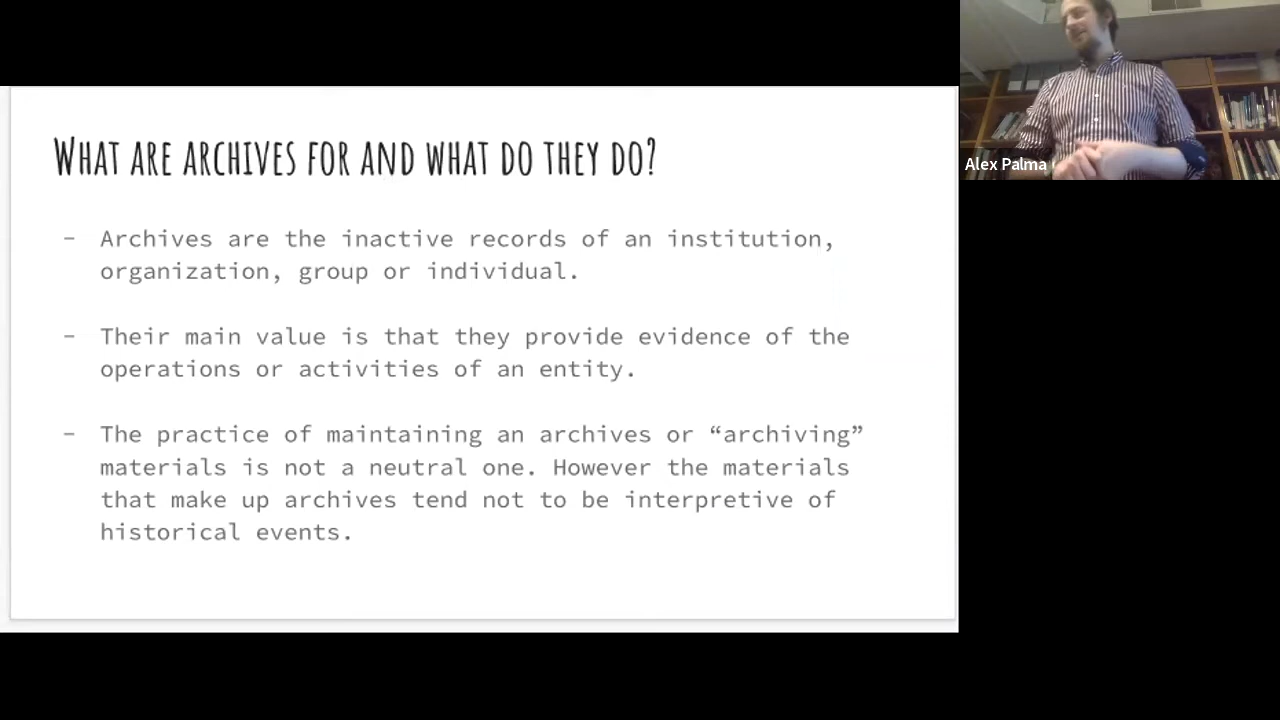 WHAT ARE ARCHIVES FOR AND WHAT DO THEY DO?
- Archives are the inactive records of an institution,
organization, group or individual.
- Their main value is that they provide evidence of the
operations or activities of an entity.
- The practice of maintaining an archives or “archiving”
materials is not a neutral one. However the materials
that make up archives tend not to be interpretive of
historical events.
Alex Palma